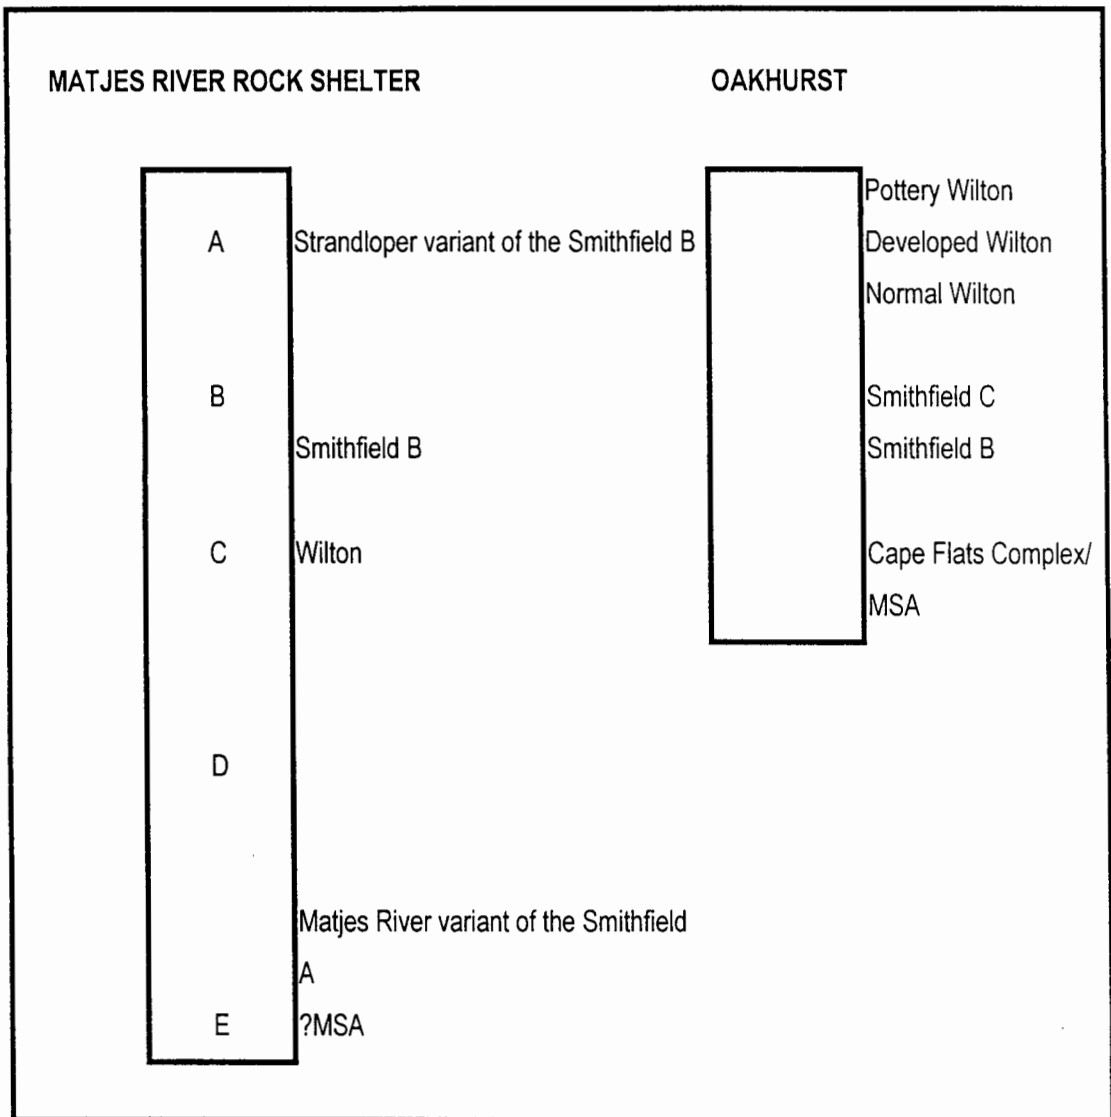 MATJES RIVER ROCK SHELTER
A
Strandloper variant of the Smithfield B
B
Smithfield B
C
Wilton
D
Matjes River variant of the Smithfield
A
E
?MSA
OAKHURST
Pottery Wilton
Developed Wilton
Normal Wilton
Smithfield C
Smithfield B
Cape Flats Complex/
MSA